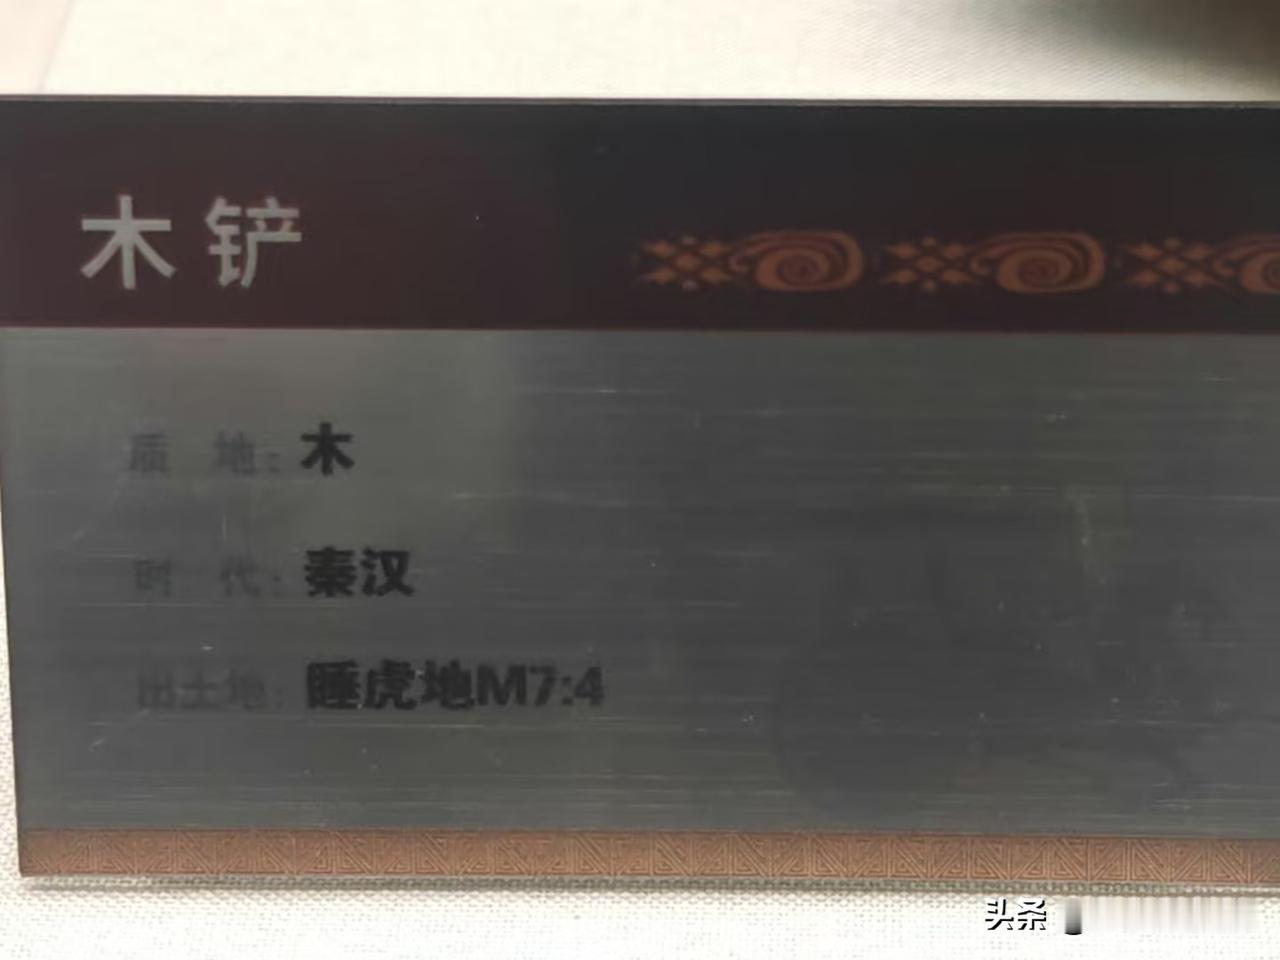 木铲
质 地：木
时 代：秦汉
出土地：睡虎地M7:4
头条